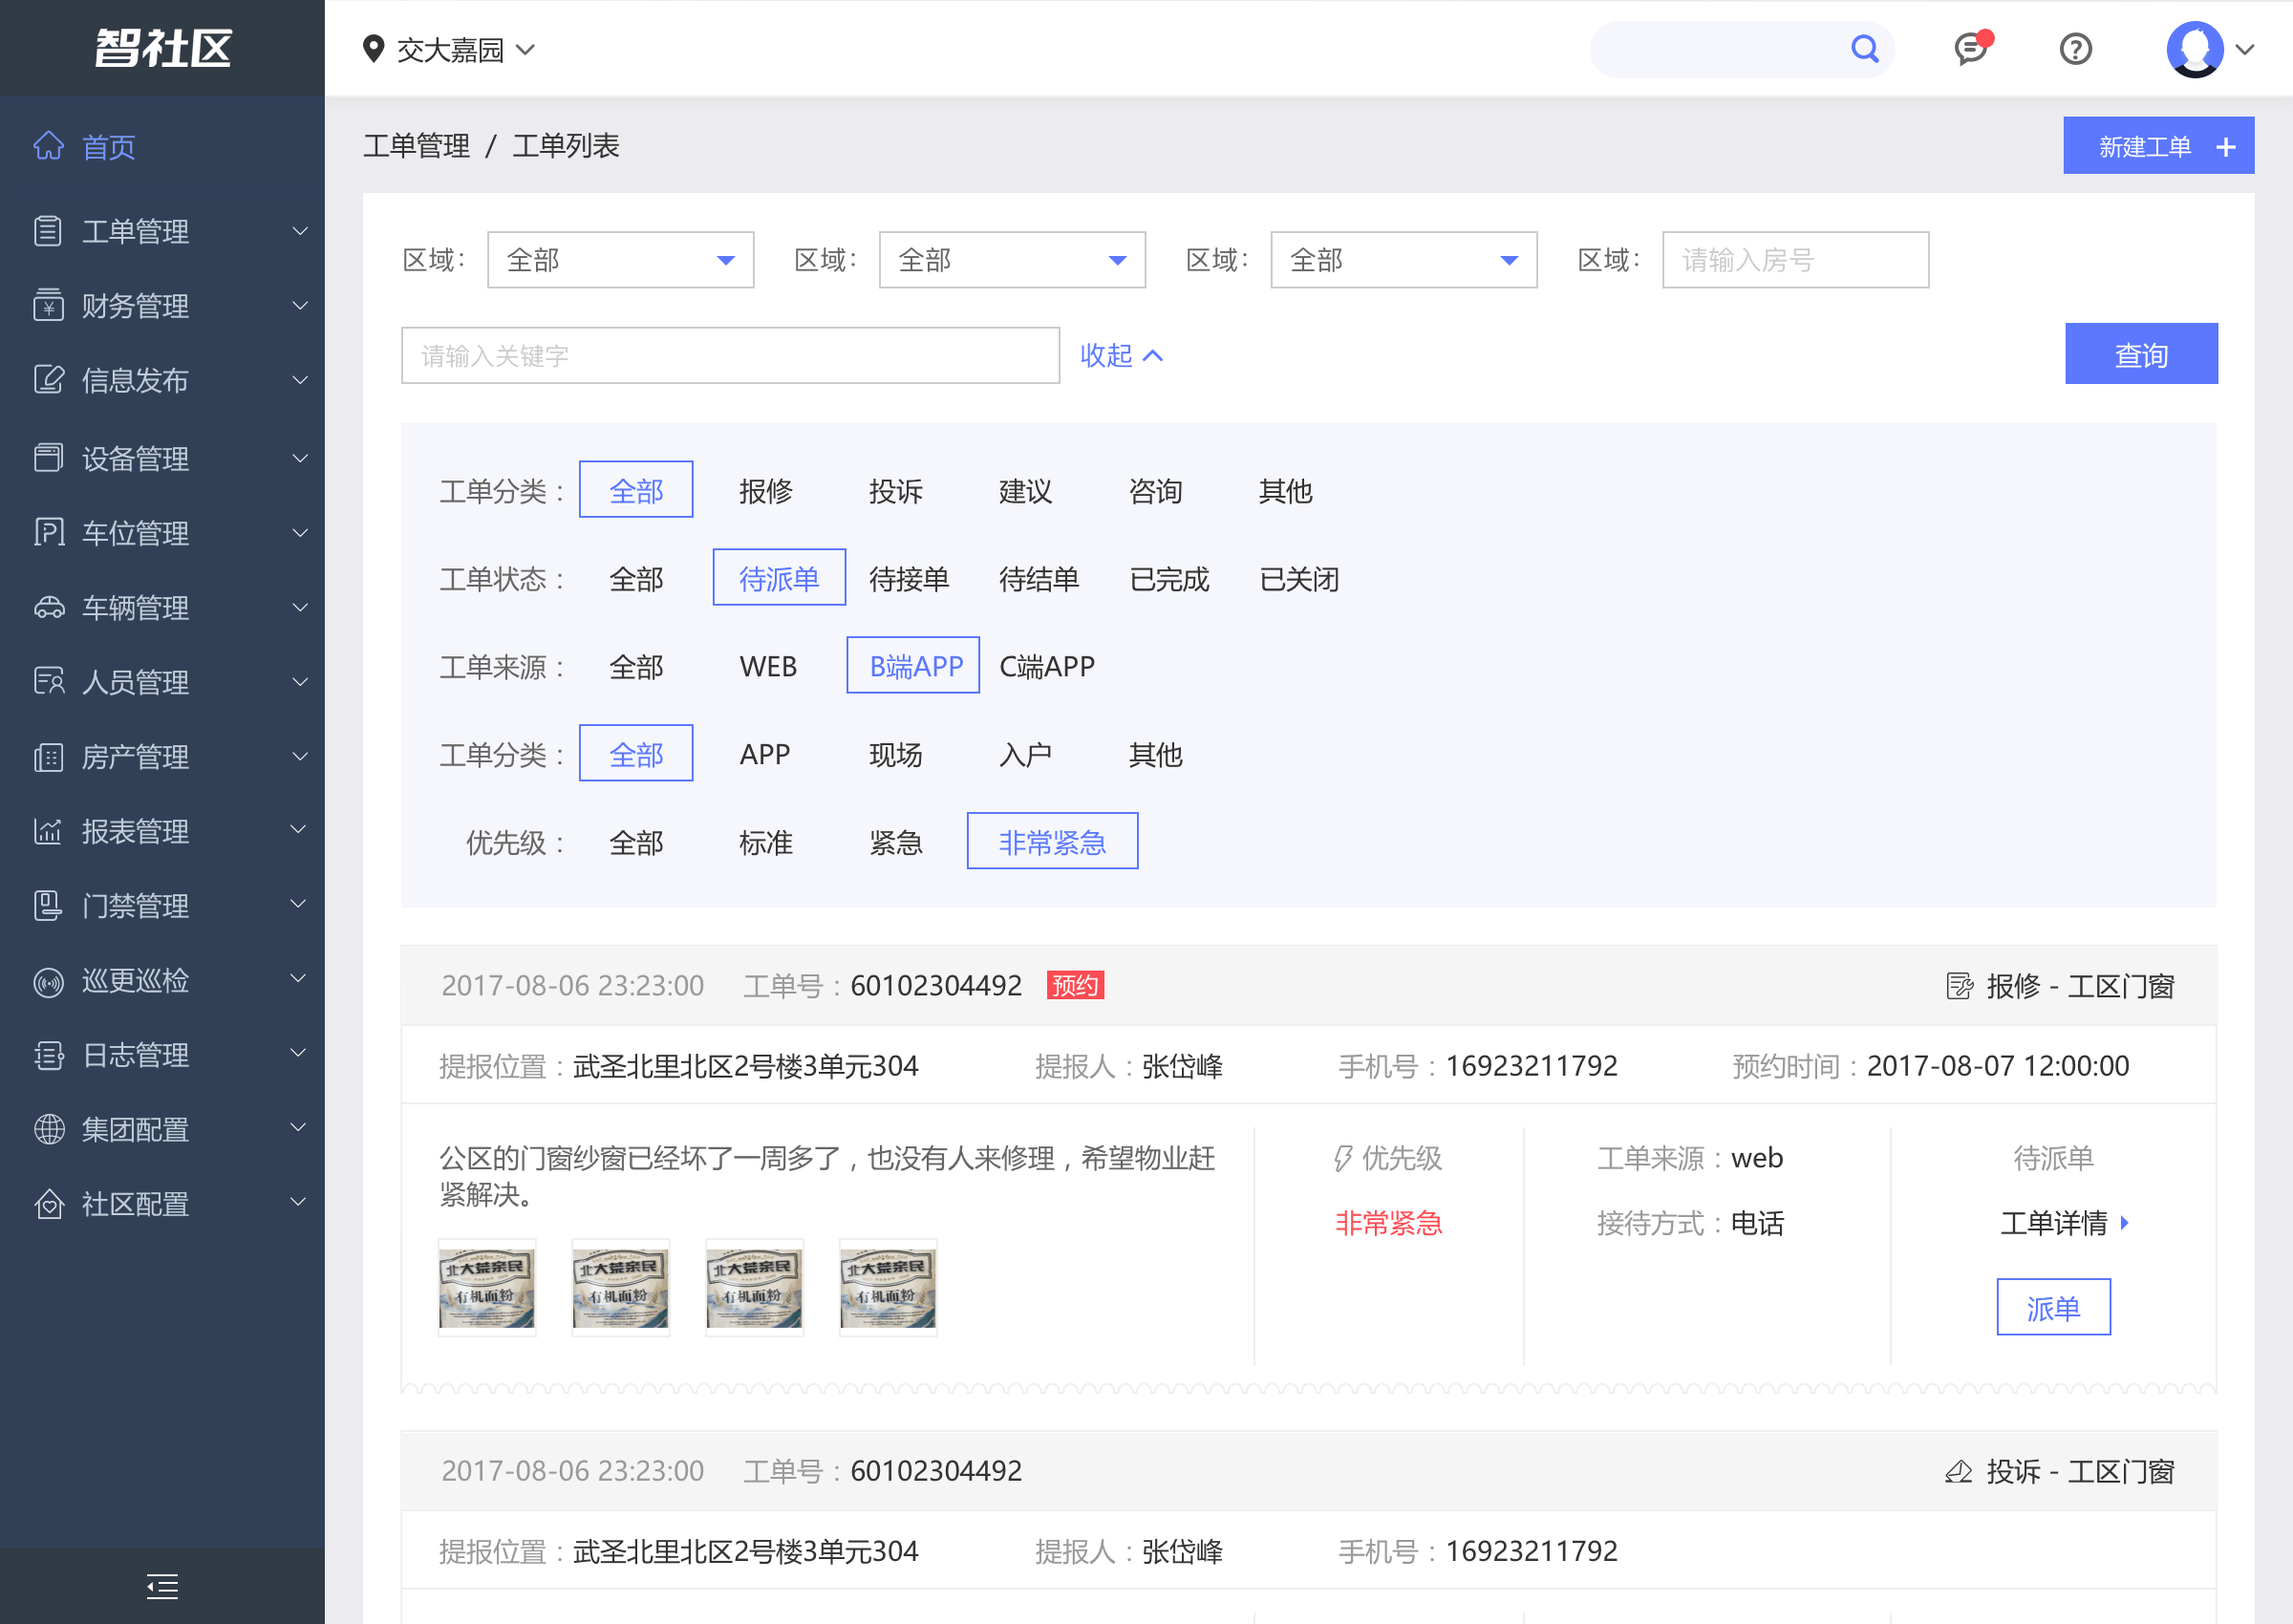 智社区
交大嘉园
首页
工单管理
财务管理
信息发布
设备管理
车位管理
车辆管理
人员管理
房产管理
报表管理
门禁管理
巡更巡检
日志管理
集团配置
社区配置
工单管理 / 工单列表
新建工单 +
区域： 全部 区域： 全部 区域： 全部 区域： 请输入房号
请输入关键字 收起 查询
工单分类： 全部 报修 投诉 建议 咨询 其他
工单状态： 全部 待派单 待接单 待结单 已完成 已关闭
工单来源： 全部 WEB B端APP C端APP
工单分类： 全部 APP 现场 入户 其他
优先级： 全部 标准 紧急 非常紧急
2017-08-06 23:23:00 工单号：60102304492 预约 报修 - 工区门窗
提报位置：武圣北里北区2号楼3单元304 提报人：张岱峰 手机号：16923211792 预约时间：2017-08-07 12:00:00
公区的门窗纱窗已经坏了一周多了，也没有人来修理，希望物业赶
紧解决。
优先级
非常紧急
工单来源：web
接待方式：电话
待派单
工单详情
派单
北大荒亲民
有机面粉
北大荒亲民
有机面粉
北大荒亲民
有机面粉
北大荒亲民
有机面粉
2017-08-06 23:23:00 工单号：60102304492 投诉 - 工区门窗
提报位置：武圣北里北区2号楼3单元304 提报人：张岱峰 手机号：16923211792